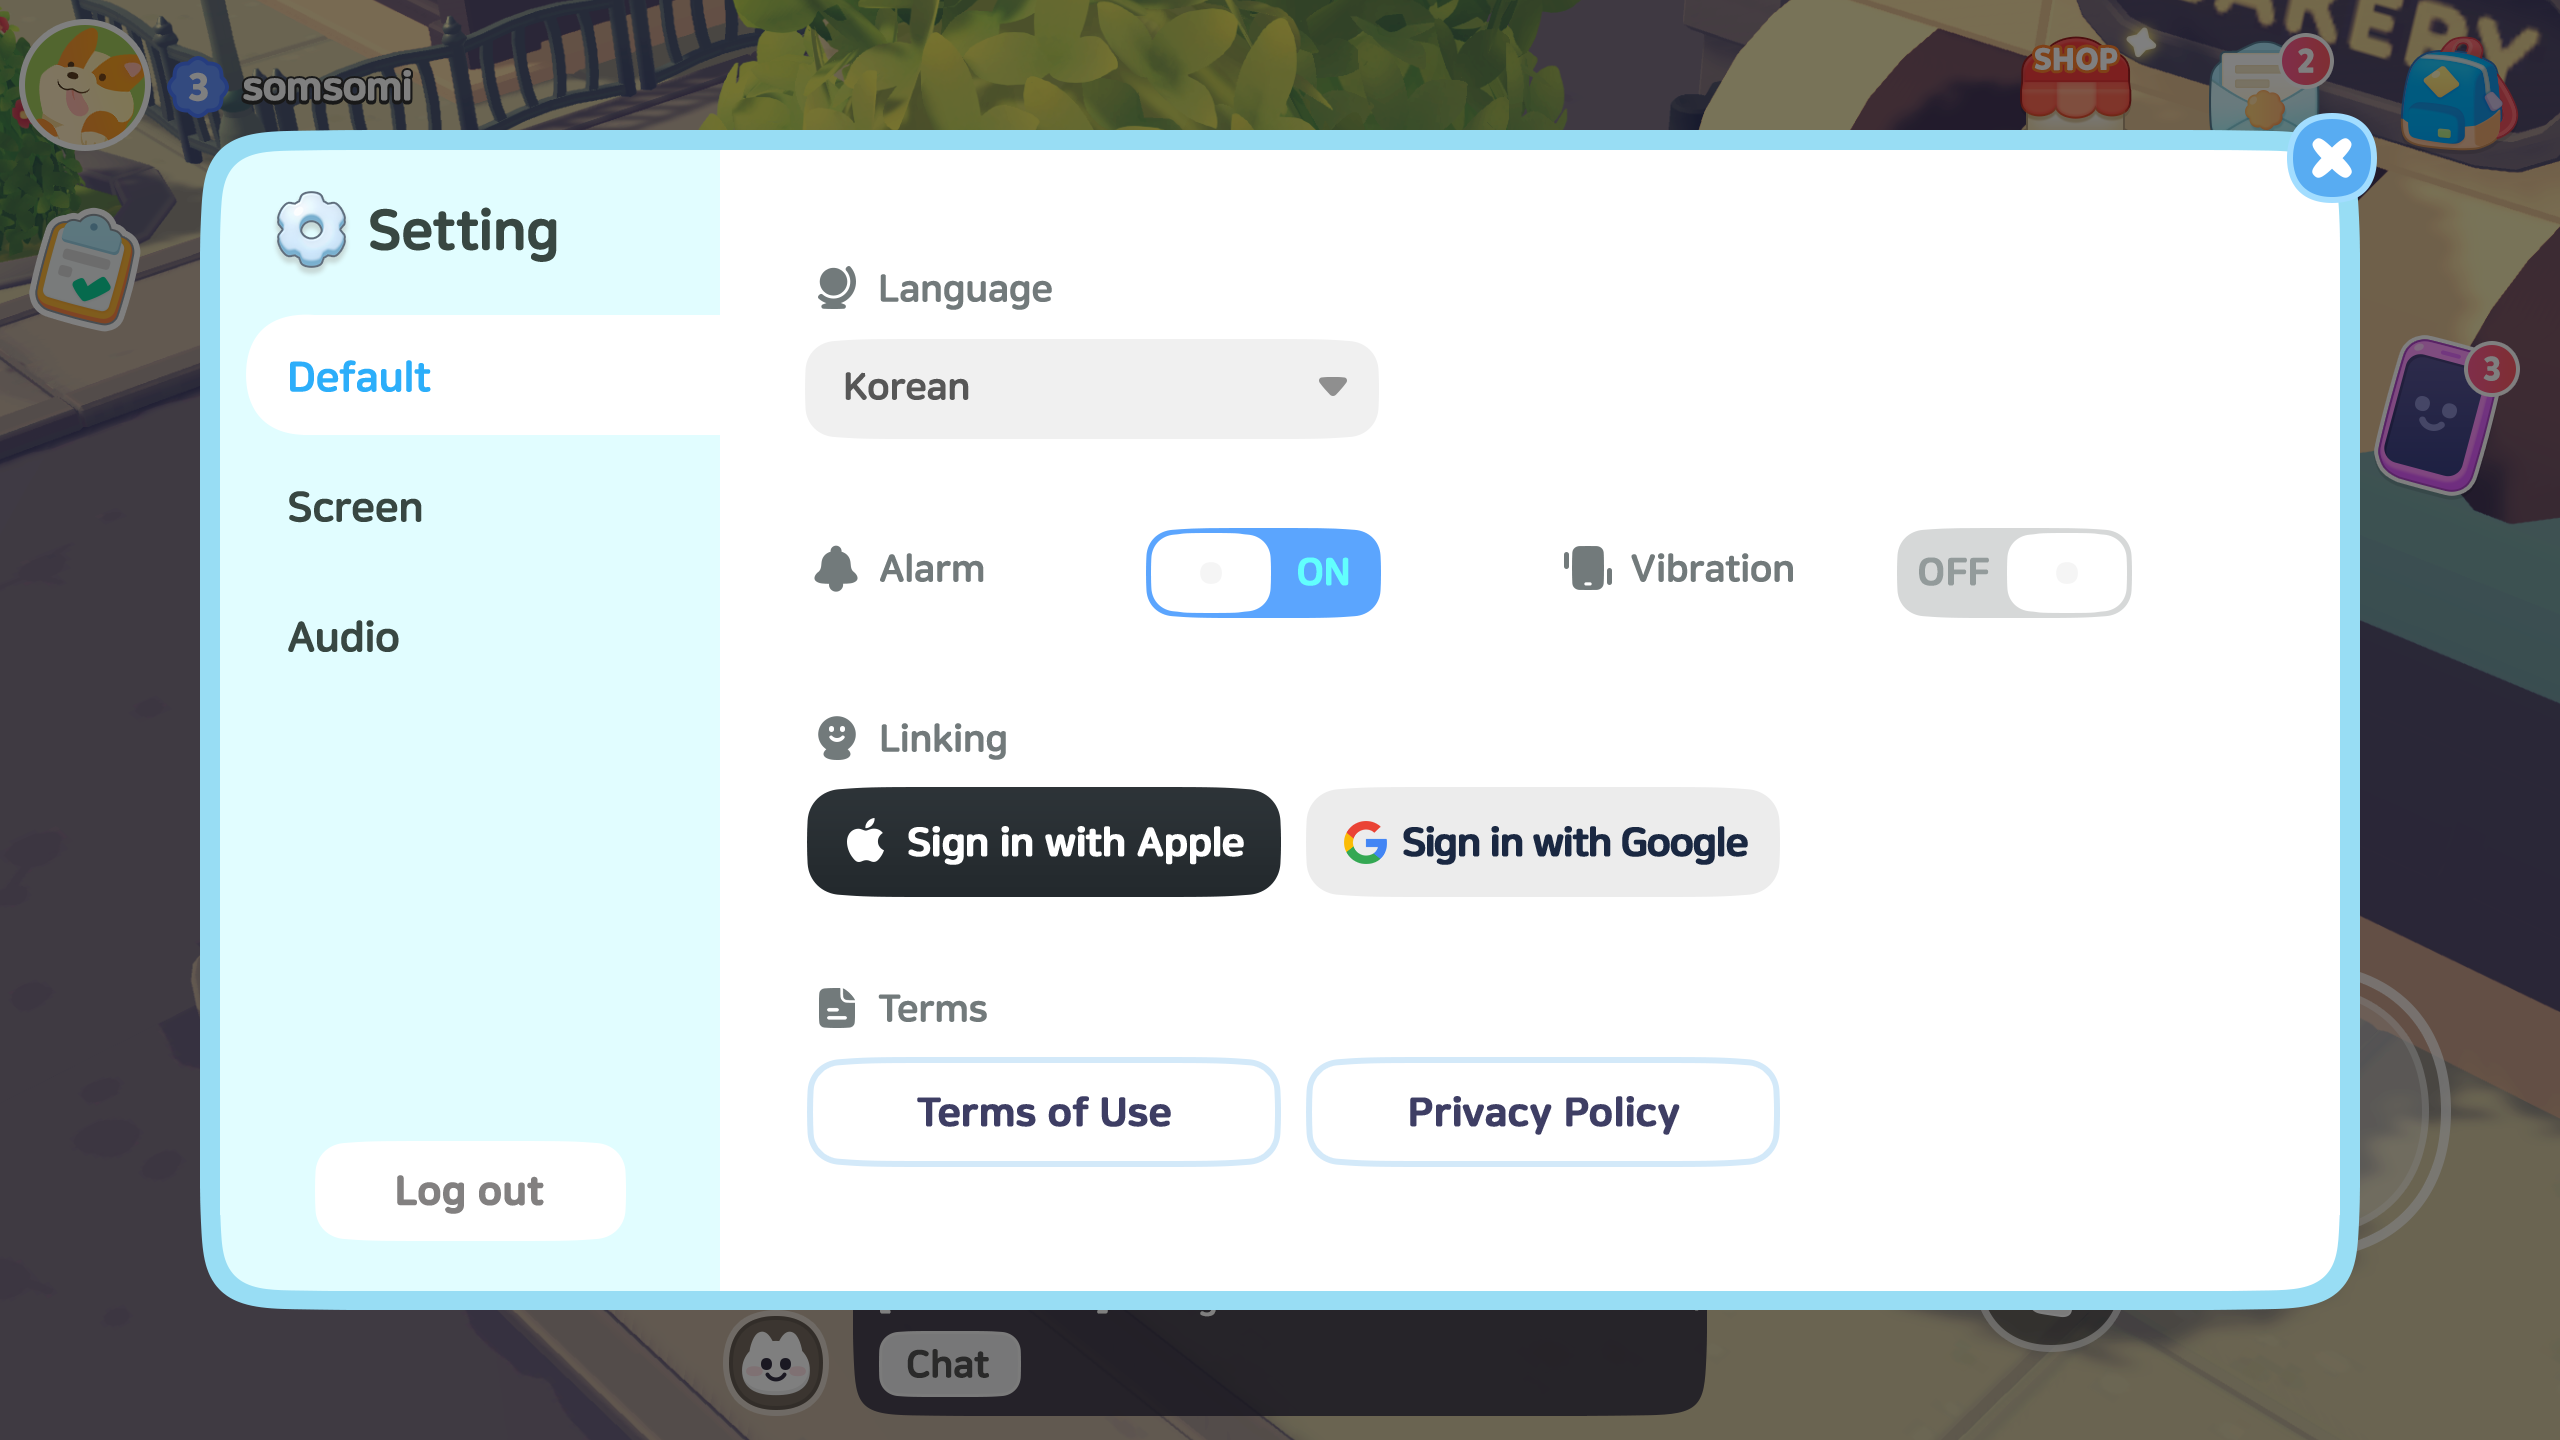 3 somsomi
SHOP
2
BAKERY
Setting
Language
Default
Korean
3
Screen
Alarm
ON
Vibration
OFF
Audio
Linking
Sign in with Apple
Sign in with Google
Terms
Terms of Use
Privacy Policy
Log out
Chat